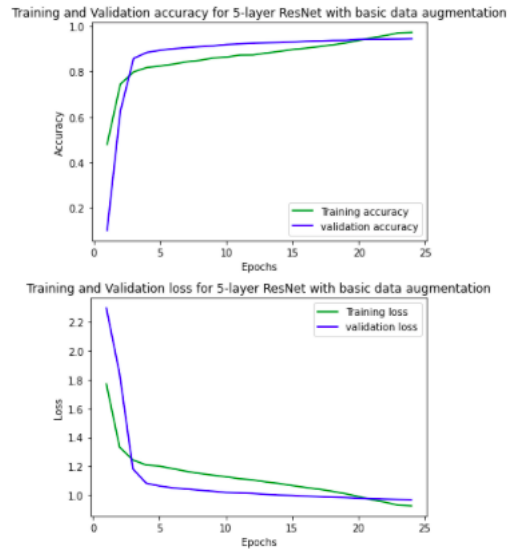 Training and Validation accuracy for 5-layer ResNet with basic data augmentation
1.0
0.8
0.6
0.4
0.2
Accuracy
Training accuracy
validation accuracy
0 5 10 15 20 25
Epochs
Training and Validation loss for 5-layer ResNet with basic data augmentation
2.2
2.0
1.8
1.6
1.4
1.2
1.0
Loss
Training loss
validation loss
0 5 10 15 20 25
Epochs